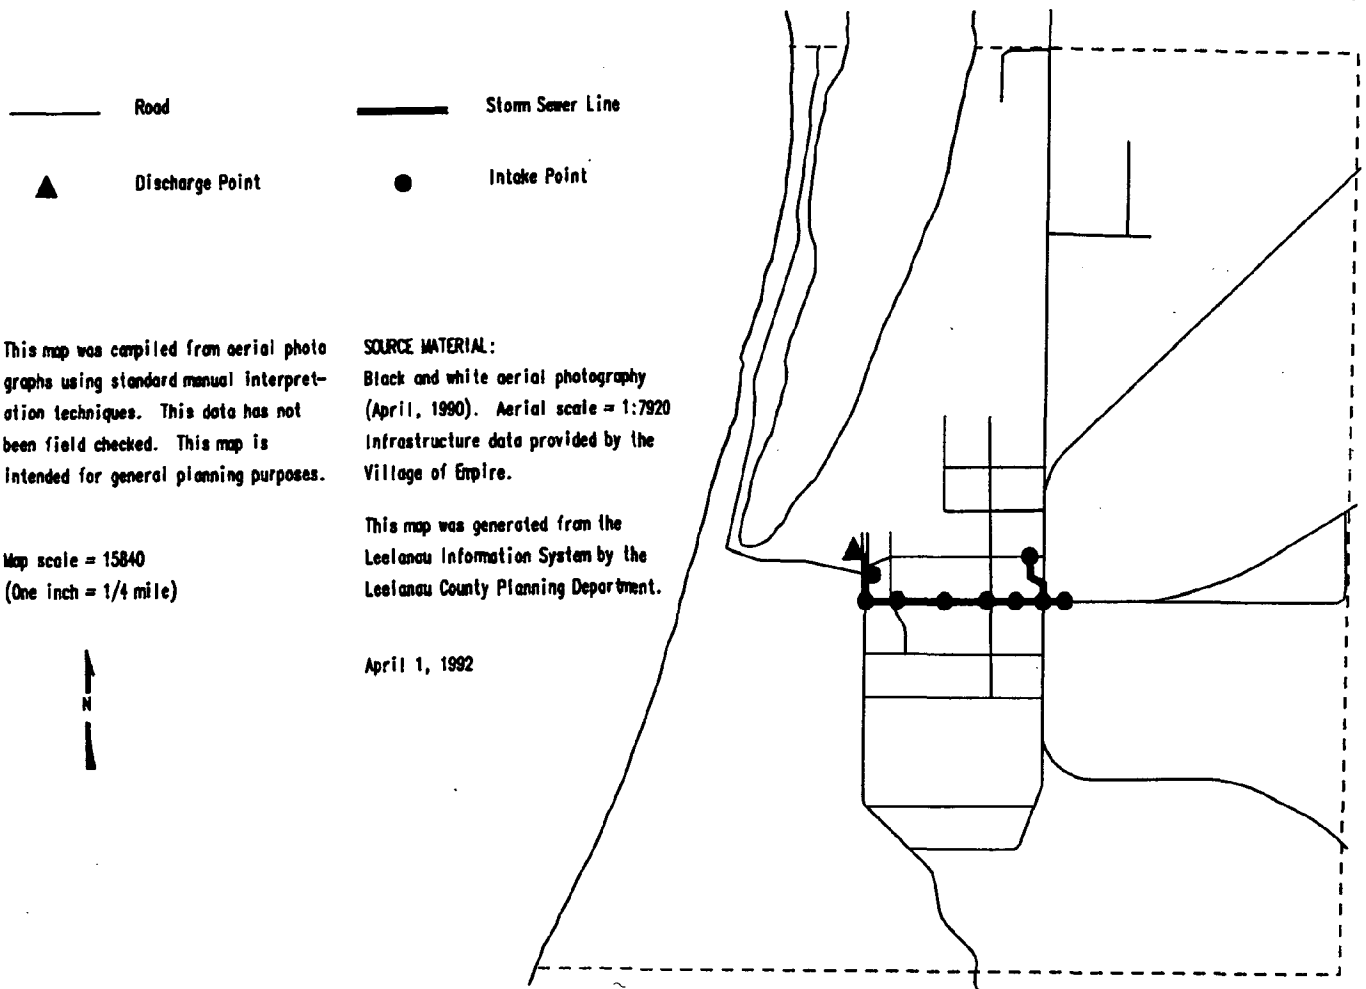 Road
Storm Sewer Line
Discharge Point
Intake Point
This map was compiled from aerial photo
graphs using standard manual interpret-
ation techniques. This data has not
been field checked. This map is
intended for general planning purposes.
Map scale = 15840
(One inch = 1/4 mile)
N
SOURCE MATERIAL:
Black and white aerial photography
(April, 1990). Aerial scale = 1:7920
Infrastructure data provided by the
Village of Empire.
This map was generated from the
Leelanau Information System by the
Leelanau County Planning Department.
April 1, 1992